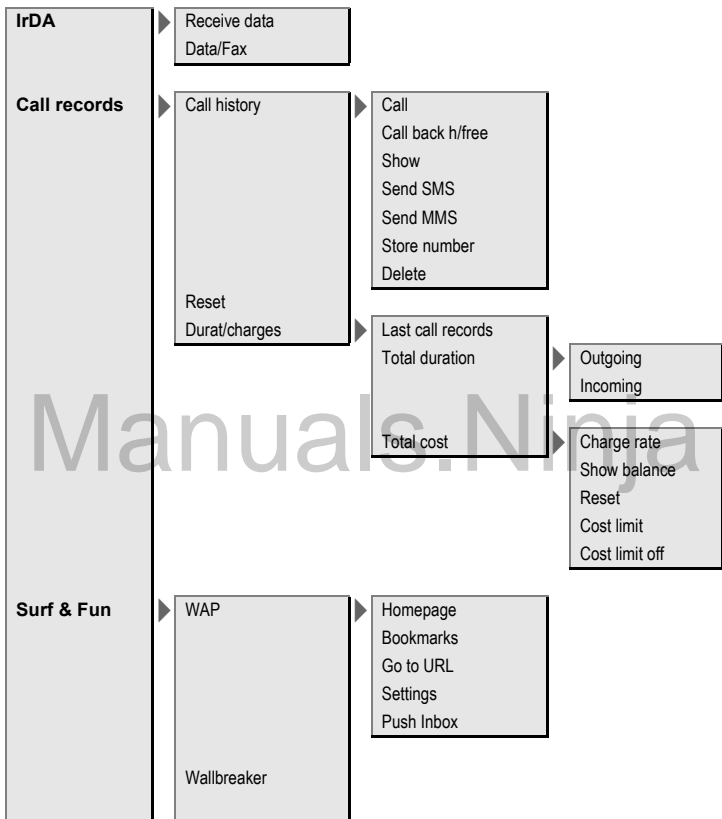 IrDA
Receive data
Data/Fax
Call records
Call history
Call
Call back h/free
Show
Send SMS
Send MMS
Store number
Delete
Reset
Durat/charges
Last call records
Total duration
Outgoing
Incoming
Total cost
Charge rate
Show balance
Reset
Cost limit
Cost limit off
Manuals.Ninja
Surf & Fun
WAP
Homepage
Bookmarks
Go to URL
Settings
Push Inbox
Wallbreaker